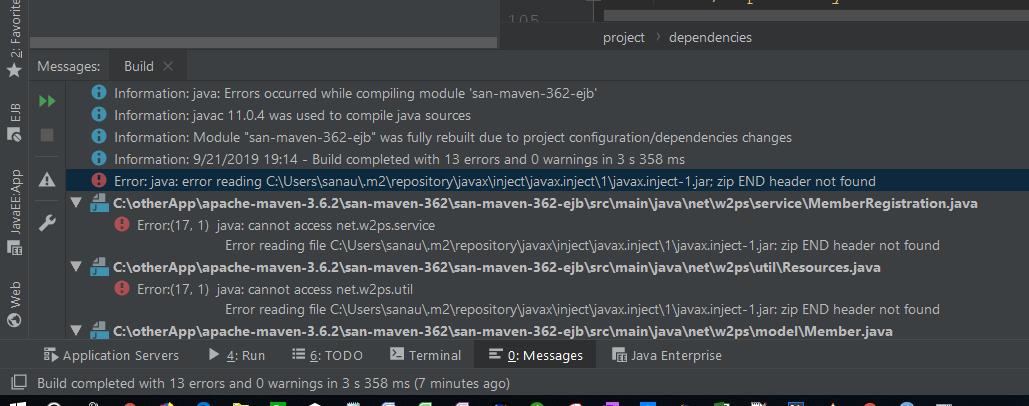 105
project › dependencies
2: Favorite
EJB
JavaEE:App
Web
Messages: Build ×
Information: java: Errors occurred while compiling module 'san-maven-362-ejb'
Information: javac 11.0.4 was used to compile java sources
Information: Module "san-maven-362-ejb" was fully rebuilt due to project configuration/dependencies changes
Information: 9/21/2019 19:14 - Build completed with 13 errors and 0 warnings in 3 s 358 ms
Error: java: error reading C:\Users\sanau\.m2\repository\javax\inject\javax.inject\1\javax.inject-1.jar; zip END header not found
C:\otherApp\apache-maven-3.6.2\san-maven-362\san-maven-362-ejb\src\main\java\net\w2ps\service\MemberRegistration.java
Error:(17, 1) java: cannot access net.w2ps.service
Error reading file C:\Users\sanau\.m2\repository\javax\inject\javax.inject\1\javax.inject-1.jar: zip END header not found
C:\otherApp\apache-maven-3.6.2\san-maven-362\san-maven-362-ejb\src\main\java\net\w2ps\util\Resources.java
Error:(17, 1) java: cannot access net.w2ps.util
Error reading file C:\Users\sanau\.m2\repository\javax\inject\javax.inject\1\javax.inject-1.jar: zip END header not found
C:\otherApp\apache-maven-3.6.2\san-maven-362\san-maven-362-ejb\src\main\java\net\w2ps\model\Member.java
Application Servers 4: Run 6: TODO Terminal 0: Messages Java Enterprise
Build completed with 13 errors and 0 warnings in 3 s 358 ms (7 minutes ago)